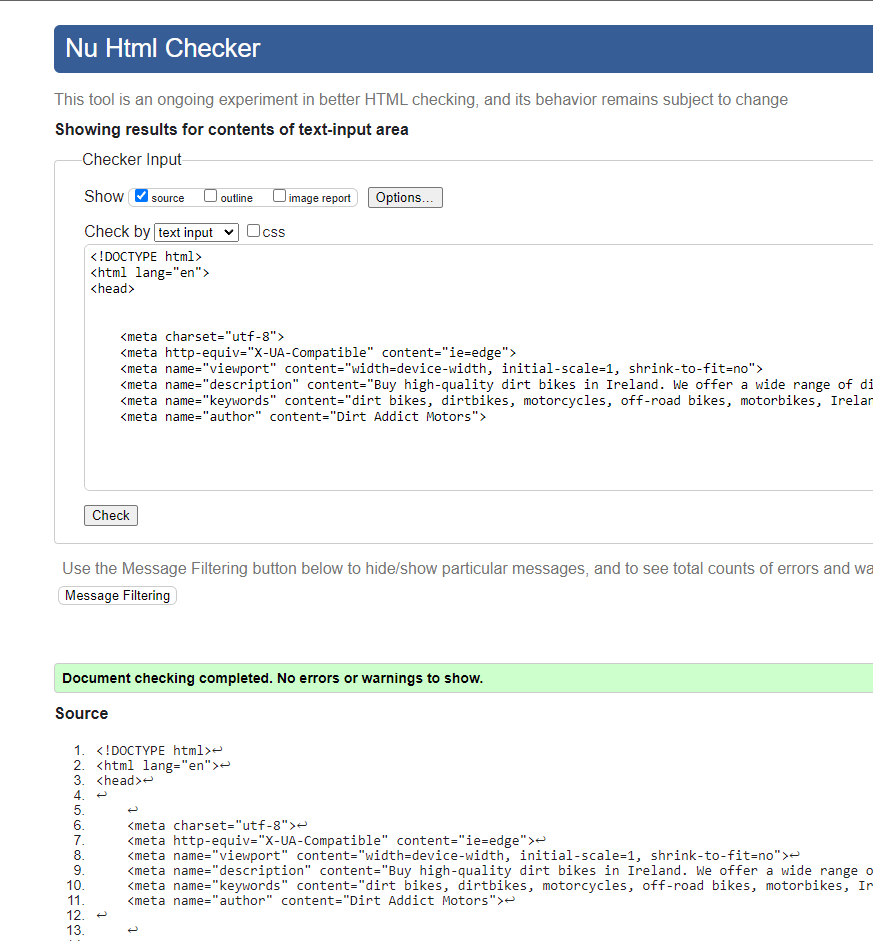 Nu Html Checker
This tool is an ongoing experiment in better HTML checking, and its behavior remains subject to change
Showing results for contents of text-input area
Checker Input
Show source outline image report Options...
Check by text input css
<!DOCTYPE html>
<html lang="en">
<head>
<meta charset="utf-8">
<meta http-equiv="X-UA-Compatible" content="ie=edge">
<meta name="viewport" content="width=device-width, initial-scale=1, shrink-to-fit=no">
<meta name="description" content="Buy high-quality dirt bikes in Ireland. We offer a wide range of di
<meta name="keywords" content="dirt bikes, dirtbikes, motorcycles, off-road bikes, motorbikes, Irelan
<meta name="author" content="Dirt Addict Motors">
Check
Use the Message Filtering button below to hide/show particular messages, and to see total counts of errors and wa
Message Filtering
Document checking completed. No errors or warnings to show.
Source
1. <!DOCTYPE html>↩
2. <html lang="en">↩
3. <head>↩
4. ↩
5. ↩
6. <meta charset="utf-8">↩
7. <meta http-equiv="X-UA-Compatible" content="ie=edge">↩
8. <meta name="viewport" content="width=device-width, initial-scale=1, shrink-to-fit=no">↩
9. <meta name="description" content="Buy high-quality dirt bikes in Ireland. We offer a wide range o
10. <meta name="keywords" content="dirt bikes, dirtbikes, motorcycles, off-road bikes, motorbikes, Ir
11. <meta name="author" content="Dirt Addict Motors">↩
12. ↩
13. ↩